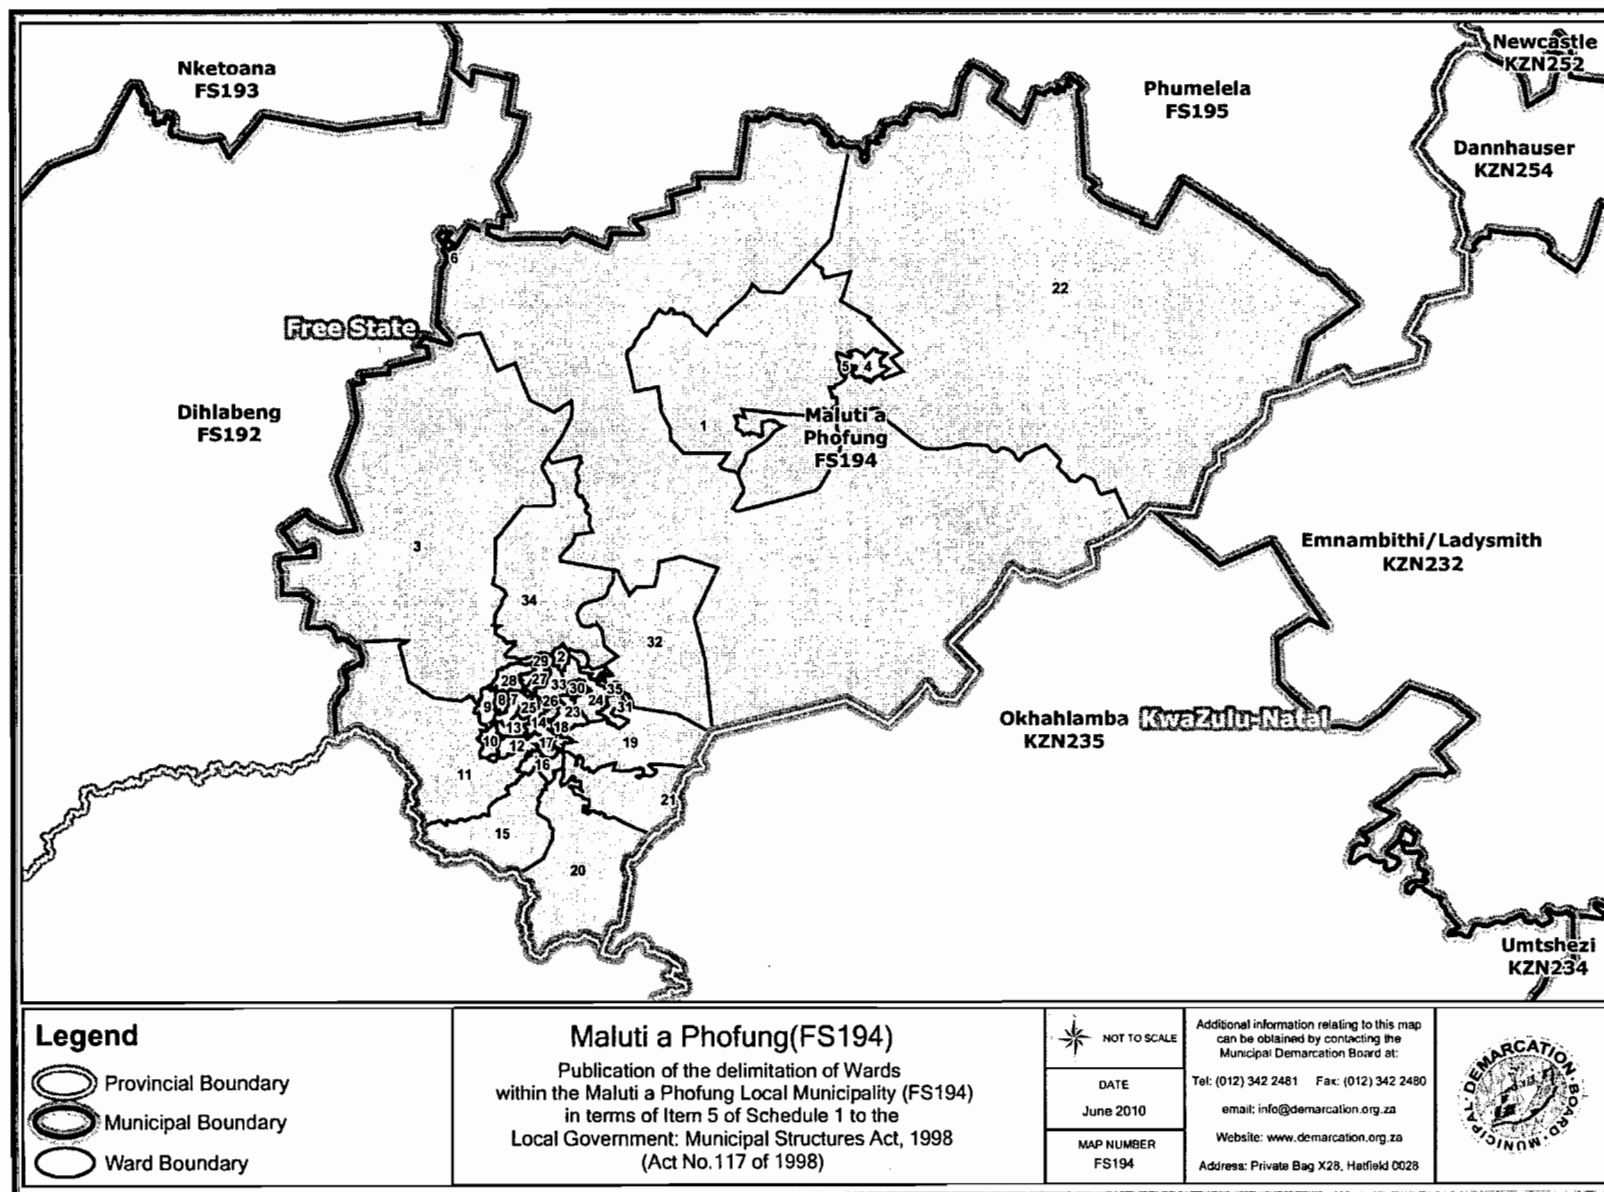 Nketoana
FS193
Phumelela
FS195
Newcastle
KZN252
Dannhauser
KZN254
6
22
Free State
Dihlabeng
FS192
5 4
1
Maluti a
Phofung
FS194
3
34
32
Emnambithi/Ladysmith
KZN232
29 2
28 27 33 30 35
9 8 7 25 26 24 31
13 14 23
10 12 17 18 19
16
11
21
15
20
Okhahlamba
KZN235
KwaZulu-Natal
Umtshezi
KZN234
Legend
Provincial Boundary
Municipal Boundary
Ward Boundary
Maluti a Phofung(FS194)
Publication of the delimitation of Wards
within the Maluti a Phofung Local Municipality (FS194)
in terms of Item 5 of Schedule 1 to the
Local Government: Municipal Structures Act, 1998
(Act No.117 of 1998)
NOT TO SCALE
DATE
June 2010
MAP NUMBER
FS194
Additional information relating to this map
can be obtained by contacting the
Municipal Demarcation Board at:
Tel: (012) 342 2481 Fax: (012) 342 2480
email: info@demarcation.org.za
Website: www.demarcation.org.za
Address: Private Bag X28, Hatfield 0028
MUNICIPAL · DEMARCATION · BOARD ·